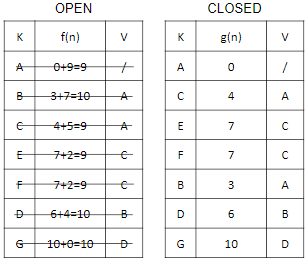 OPEN CLOSED
K f(n) V K g(n) V
A 0+9=9 / A 0 /
B 3+7=10 A C 4 A
C 4+5=9 A E 7 C
E 7+2=9 C F 7 C
F 7+2=9 C B 3 A
D 6+4=10 B D 6 B
G 10+0=10 D G 10 D